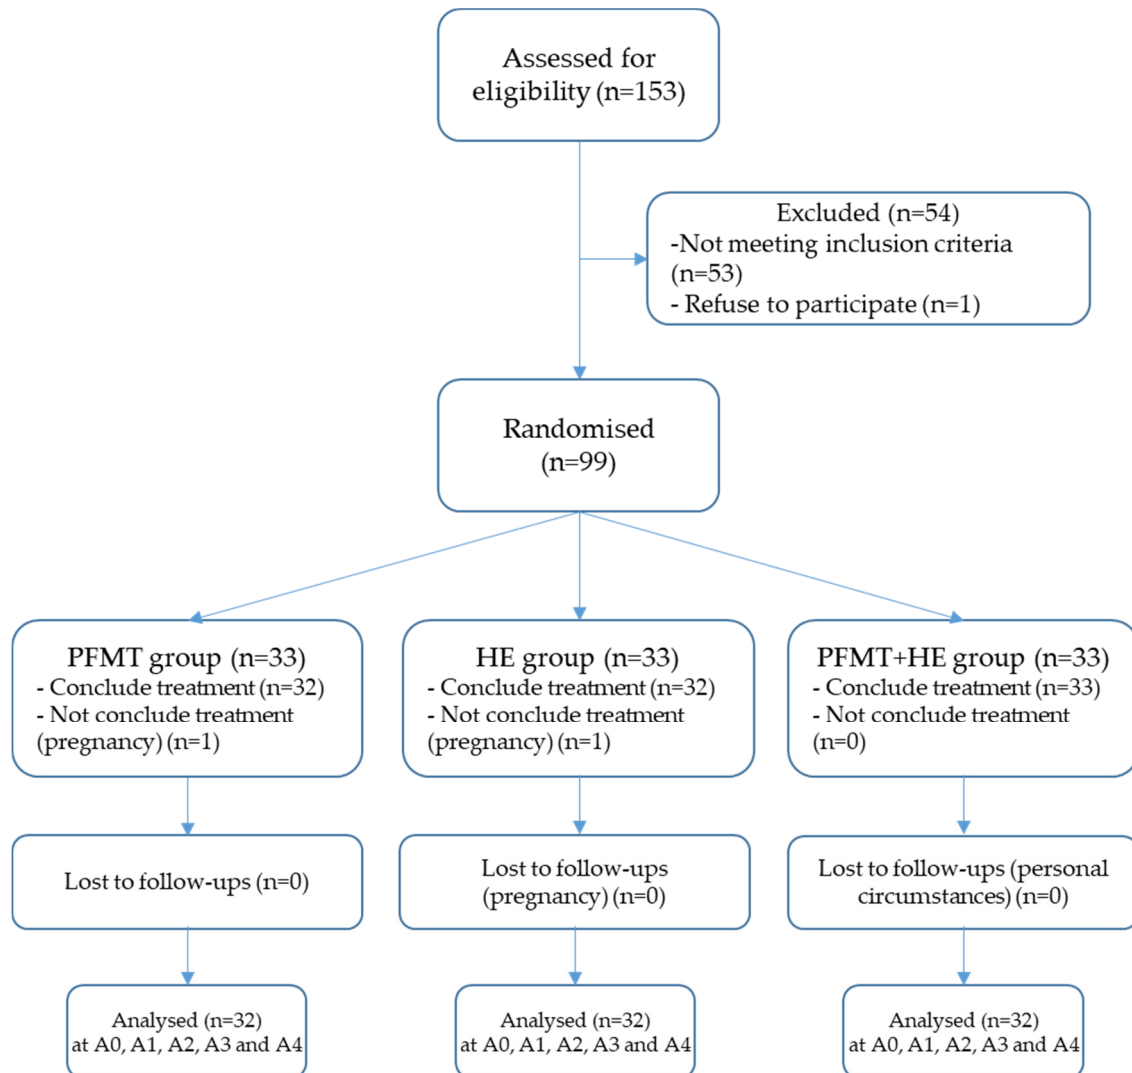 Assessed for
eligibility (n=153)
Excluded (n=54)
-Not meeting inclusion criteria
(n=53)
- Refuse to participate (n=1)
Randomised
(n=99)
PFMT group (n=33)
- Conclude treatment (n=32)
- Not conclude treatment
(pregnancy) (n=1)
HE group (n=33)
- Conclude treatment (n=32)
- Not conclude treatment
(pregnancy) (n=1)
PFMT+HE group (n=33)
- Conclude treatment (n=33)
- Not conclude treatment
(n=0)
Lost to follow-ups (n=0)
Lost to follow-ups
(pregnancy) (n=0)
Lost to follow-ups (personal
circumstances) (n=0)
Analysed (n=32)
at A0, A1, A2, A3 and A4
Analysed (n=32)
at A0, A1, A2, A3 and A4
Analysed (n=32)
at A0, A1, A2, A3 and A4